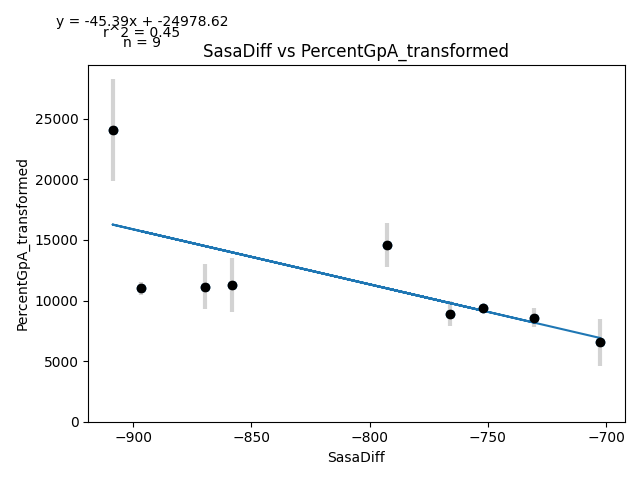 y = -45.39x + -24978.62
r^2 = 0.45
n = 9
SasaDiff vs PercentGpA_transformed
25000
20000
15000
10000
5000
0
PercentGpA_transformed
−900
−850
−800
−750
−700
SasaDiff